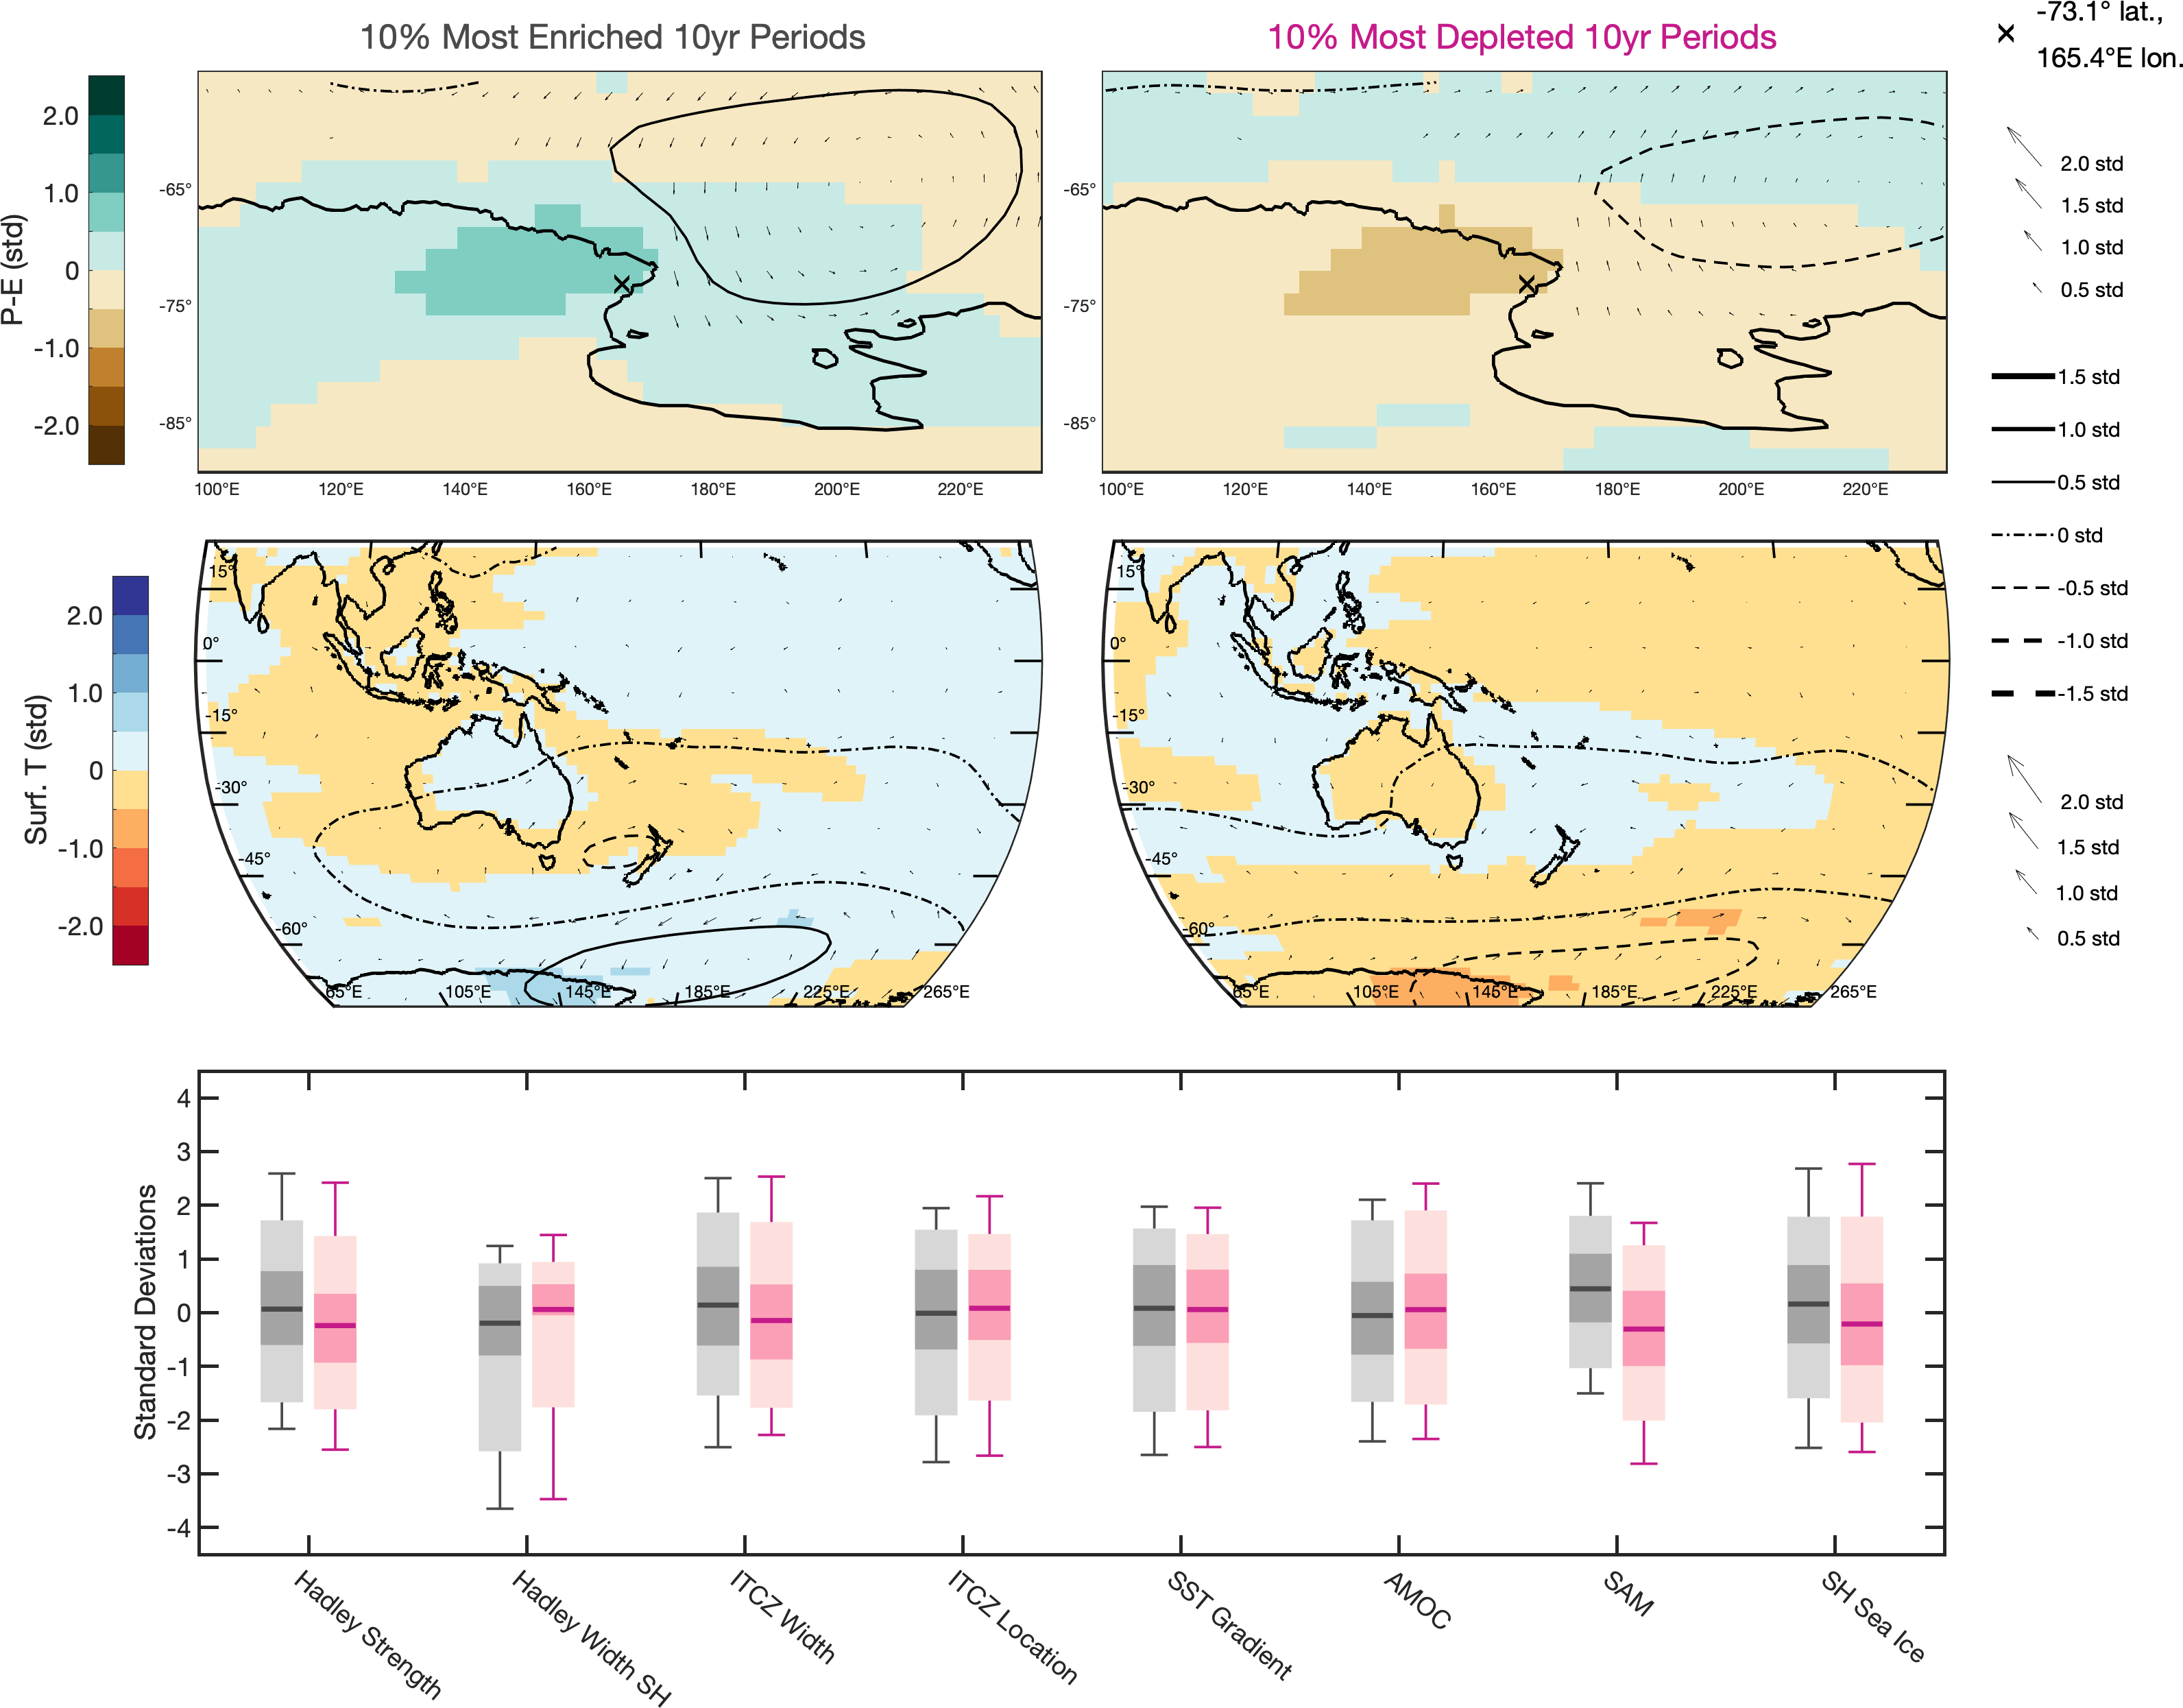 10% Most Enriched 10yr Periods
10% Most Depleted 10yr Periods
-73.1° lat.,
165.4°E lon.
P-E (std)
2.0
1.0
0
-1.0
-2.0
-65°
-75°
-85°
100°E 120°E 140°E 160°E 180°E 200°E 220°E
-65°
-75°
-85°
100°E 120°E 140°E 160°E 180°E 200°E 220°E
2.0 std
1.5 std
1.0 std
0.5 std
1.5 std
1.0 std
0.5 std
0 std
-0.5 std
-1.0 std
-1.5 std
2.0 std
1.5 std
1.0 std
0.5 std
Surf. T (std)
2.0
1.0
0
-1.0
-2.0
15°
0°
-15°
-30°
-45°
-60°
65°E 105°E 145°E 185°E 225°E 265°E
15°
0°
-15°
-30°
-45°
-60°
65°E 105°E 145°E 185°E 225°E 265°E
Standard Deviations
4
3
2
1
0
-1
-2
-3
-4
Hadley Strength
Hadley Width SH
ITCZ Width
ITCZ Location
SST Gradient
AMOC
SAM
SH Sea Ice